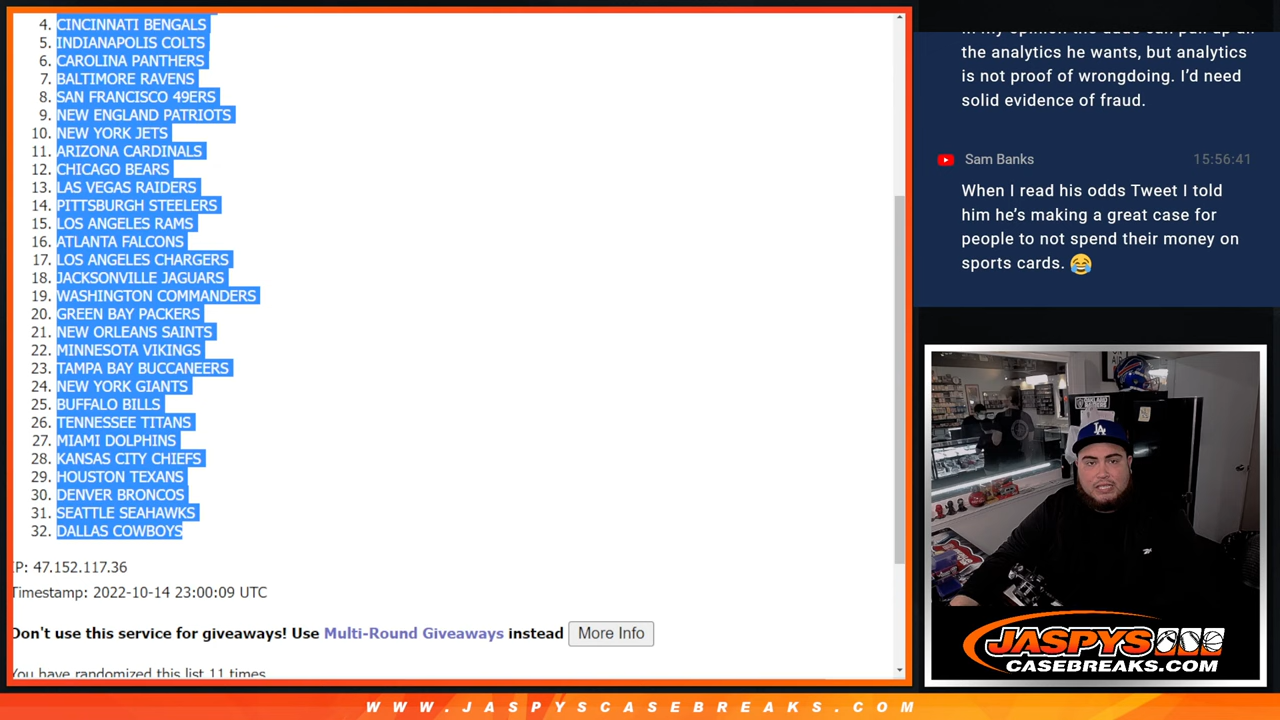 4. CINCINNATI BENGALS
5. INDIANAPOLIS COLTS
6. CAROLINA PANTHERS
7. BALTIMORE RAVENS
8. SAN FRANCISCO 49ERS
9. NEW ENGLAND PATRIOTS
10. NEW YORK JETS
11. ARIZONA CARDINALS
12. CHICAGO BEARS
13. LAS VEGAS RAIDERS
14. PITTSBURGH STEELERS
15. LOS ANGELES RAMS
16. ATLANTA FALCONS
17. LOS ANGELES CHARGERS
18. JACKSONVILLE JAGUARS
19. WASHINGTON COMMANDERS
20. GREEN BAY PACKERS
21. NEW ORLEANS SAINTS
22. MINNESOTA VIKINGS
23. TAMPA BAY BUCCANEERS
24. NEW YORK GIANTS
25. BUFFALO BILLS
26. TENNESSEE TITANS
27. MIAMI DOLPHINS
28. KANSAS CITY CHIEFS
29. HOUSTON TEXANS
30. DENVER BRONCOS
31. SEATTLE SEAHAWKS
32. DALLAS COWBOYS
IP: 47.152.117.36
Timestamp: 2022-10-14 23:00:09 UTC
Don't use this service for giveaways! Use Multi-Round Giveaways instead More Info
You have randomized this list 11 times
the analytics he wants, but analytics
is not proof of wrongdoing. I'd need
solid evidence of fraud.
Sam Banks 15:56:41
When I read his odds Tweet I told
him he's making a great case for
people to not spend their money on
sports cards. 😂
OAKLAND
RAIDERS
LA
JASPYS
CASEBREAKS.COM
WWW.JASPYSCASEBREAKS.COM